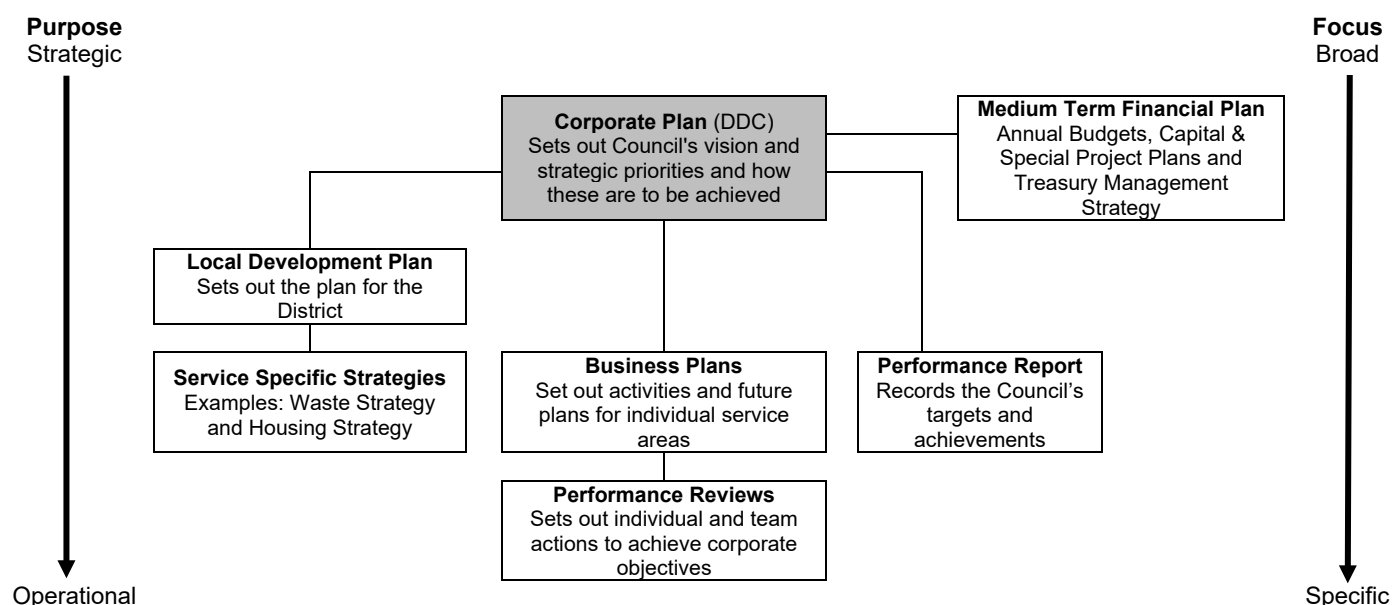 Purpose
Strategic
Focus
Broad
Corporate Plan (DDC)
Sets out Council's vision and
strategic priorities and how
these are to be achieved
Medium Term Financial Plan
Annual Budgets, Capital &
Special Project Plans and
Treasury Management
Strategy
Local Development Plan
Sets out the plan for the
District
Service Specific Strategies
Examples: Waste Strategy
and Housing Strategy
Business Plans
Set out activities and future
plans for individual service
areas
Performance Report
Records the Council’s
targets and
achievements
Performance Reviews
Sets out individual and team
actions to achieve corporate
objectives
Operational
Specific